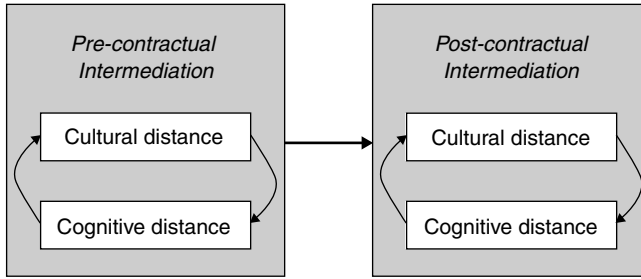 Pre-contractual
Intermediation
Cultural distance
Cognitive distance
Post-contractual
Intermediation
Cultural distance
Cognitive distance